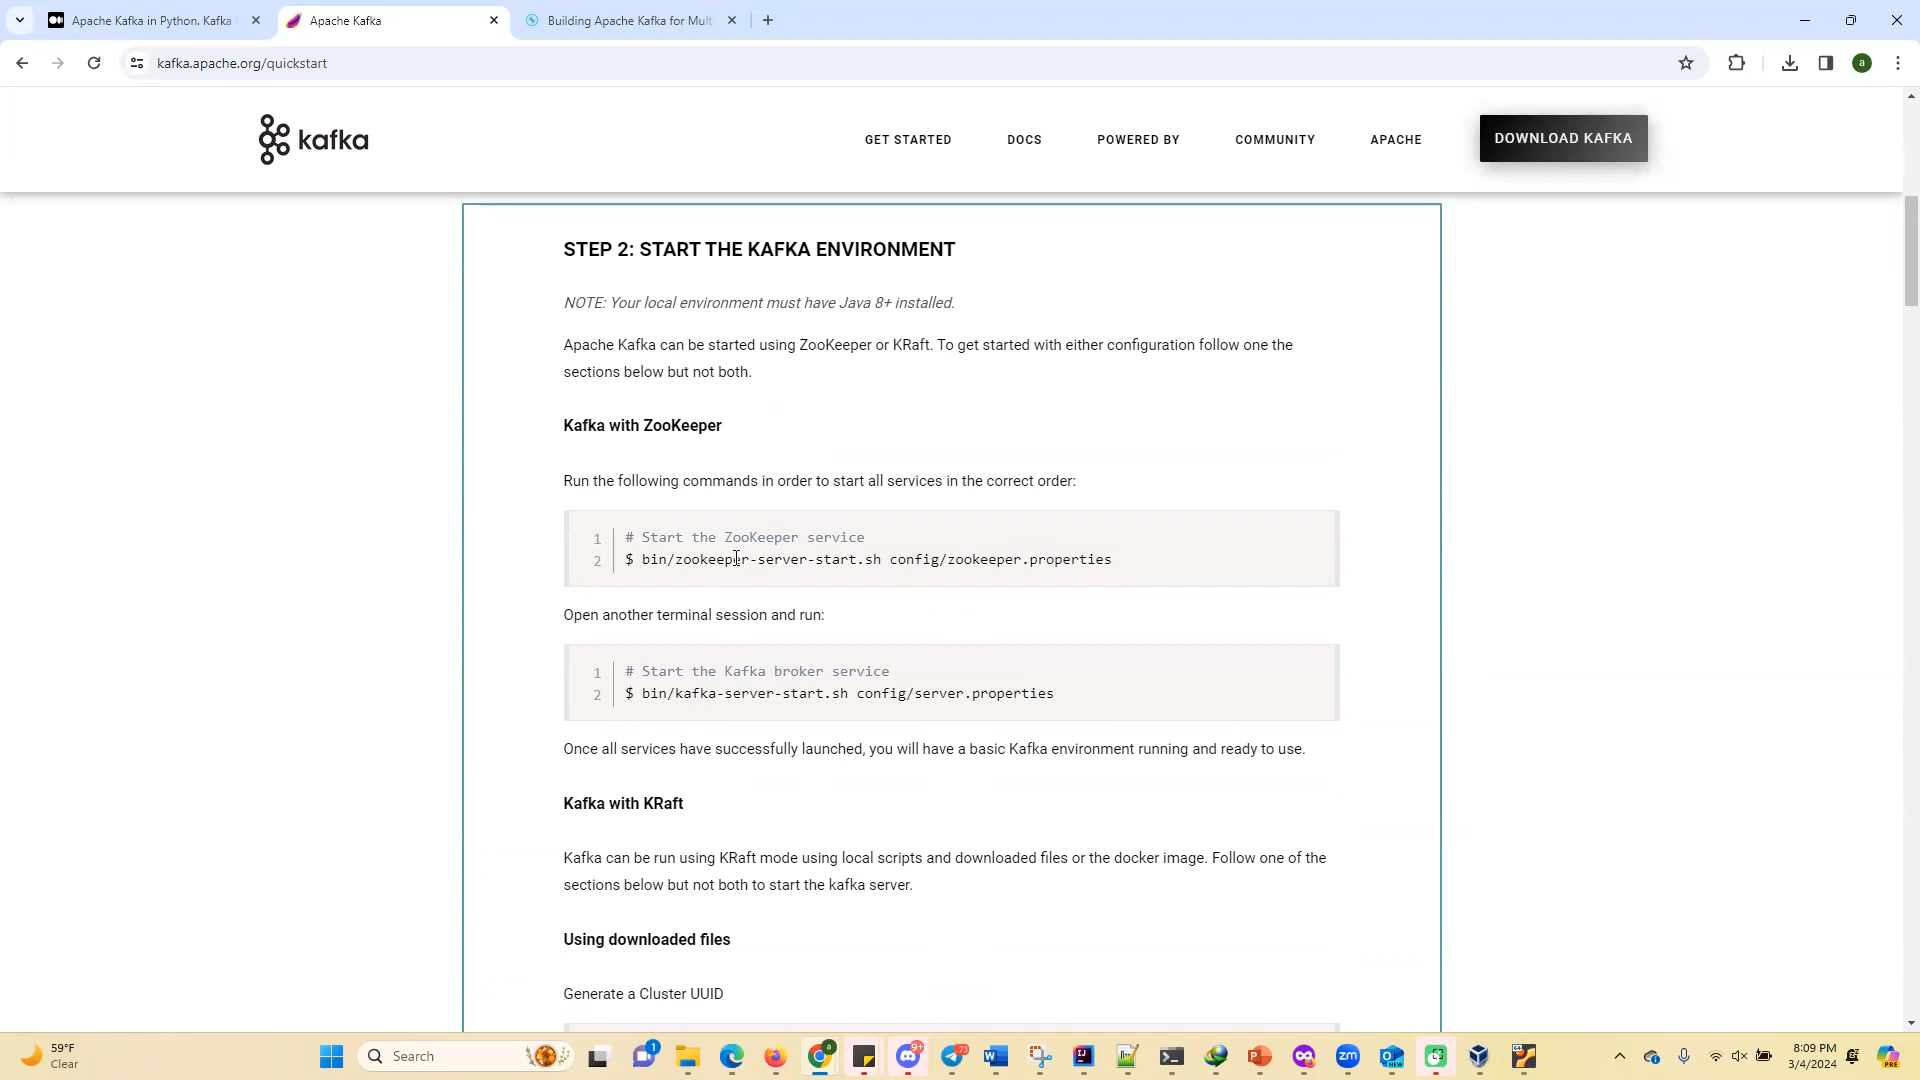 Apache Kafka in Python. Kafka
Apache Kafka
Building Apache Kafka for Mult
kafka.apache.org/quickstart
a
kafka
GET STARTED
DOCS
POWERED BY
COMMUNITY
APACHE
DOWNLOAD KAFKA
STEP 2: START THE KAFKA ENVIRONMENT
NOTE: Your local environment must have Java 8+ installed.
Apache Kafka can be started using ZooKeeper or KRaft. To get started with either configuration follow one the
sections below but not both.
Kafka with ZooKeeper
Run the following commands in order to start all services in the correct order:
1 # Start the ZooKeeper service
2 $ bin/zookeeper-server-start.sh config/zookeeper.properties
Open another terminal session and run:
1 # Start the Kafka broker service
2 $ bin/kafka-server-start.sh config/server.properties
Once all services have successfully launched, you will have a basic Kafka environment running and ready to use.
Kafka with KRaft
Kafka can be run using KRaft mode using local scripts and downloaded files or the docker image. Follow one of the
sections below but not both to start the kafka server.
Using downloaded files
Generate a Cluster UUID
59°F
Clear
Search
1
9+
73
zm
8:09 PM
3/4/2024